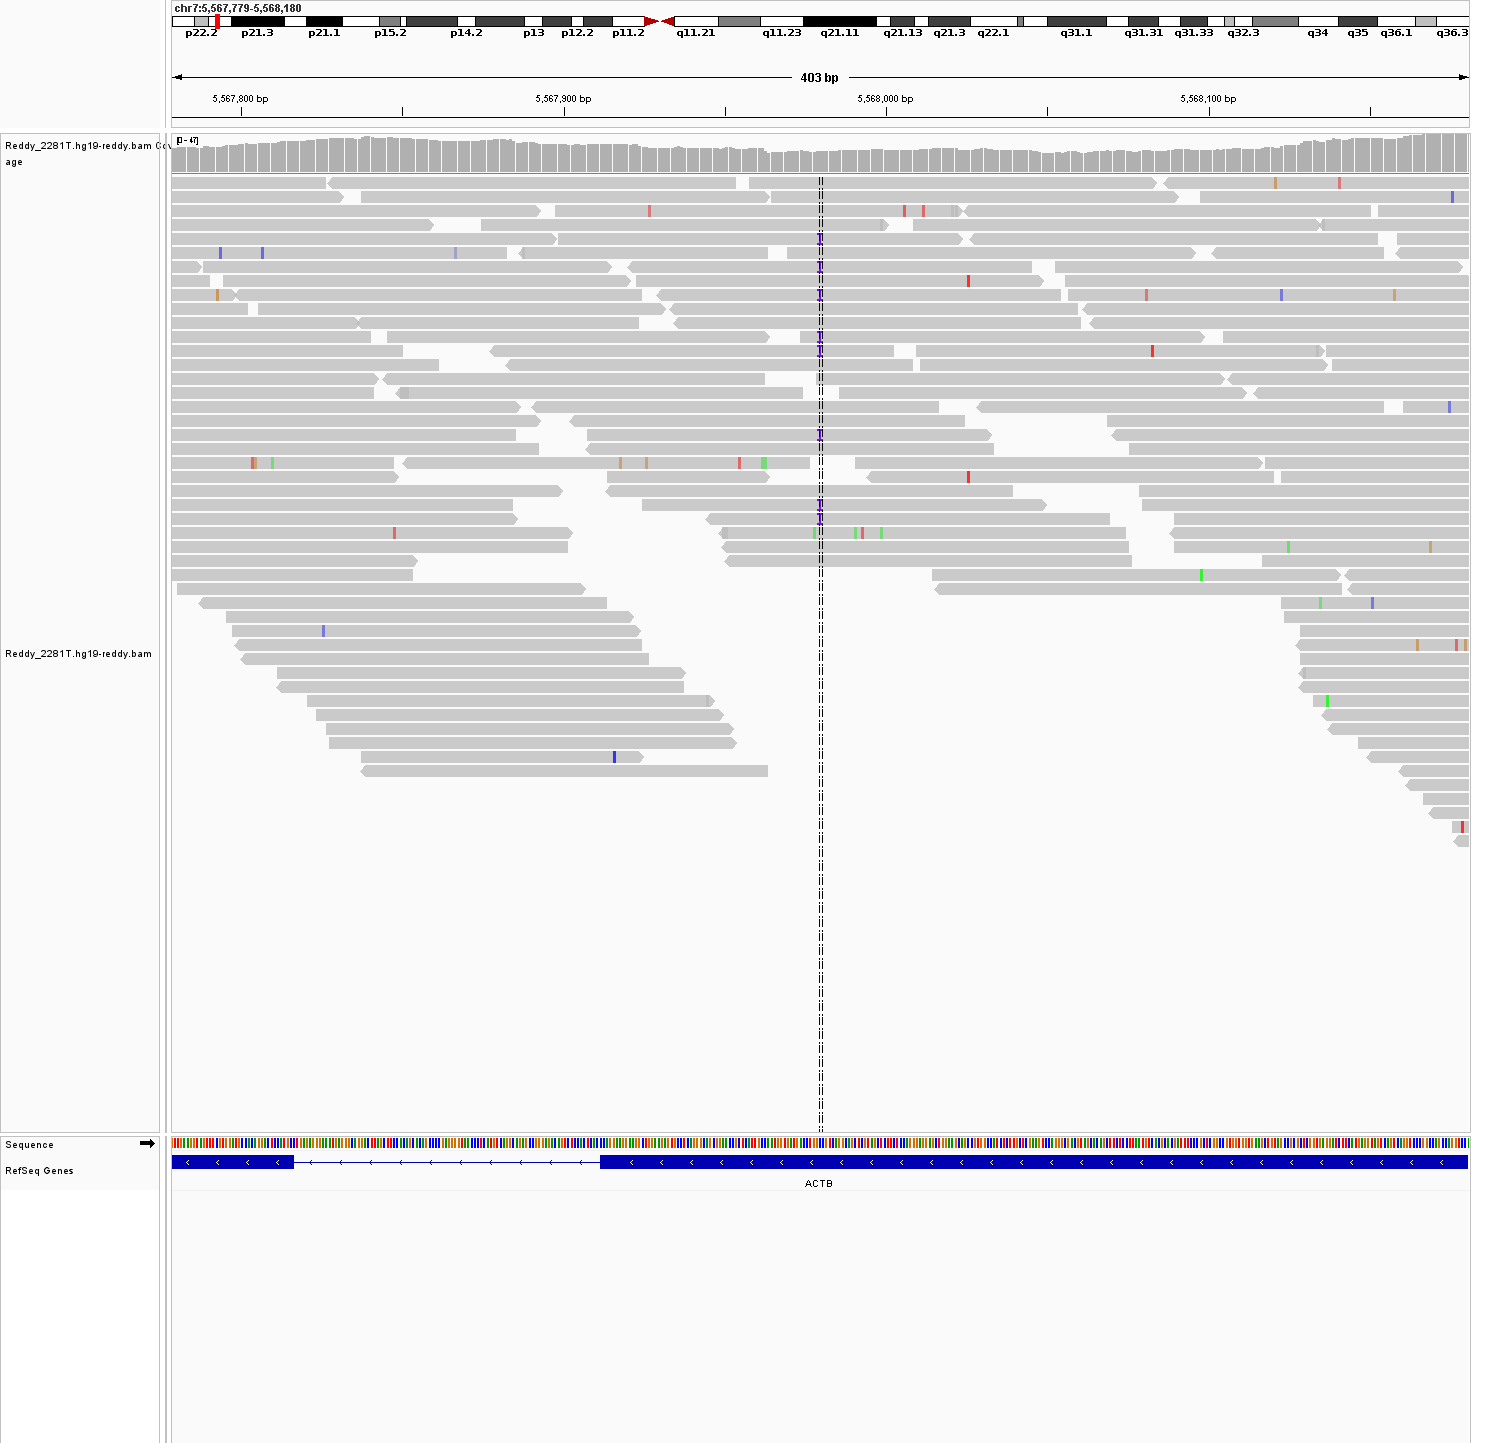 chr7:5,567,779-5,568,180
p22.2 p21.3 p21.1 p15.2 p14.2 p13 p12.2 p11.2 q11.21 q11.23 q21.11 q21.13 q21.3 q22.1 q31.1 q31.31 q31.33 q32.3 q34 q35 q36.1 q36.3
403 bp
5,567,800 bp 5,567,900 bp 5,568,000 bp 5,568,100 bp
Reddy_2281T.hg19-reddy.bam Cov
age
[0 - 47]
Reddy_2281T.hg19-reddy.bam
Sequence
RefSeq Genes
ACTB